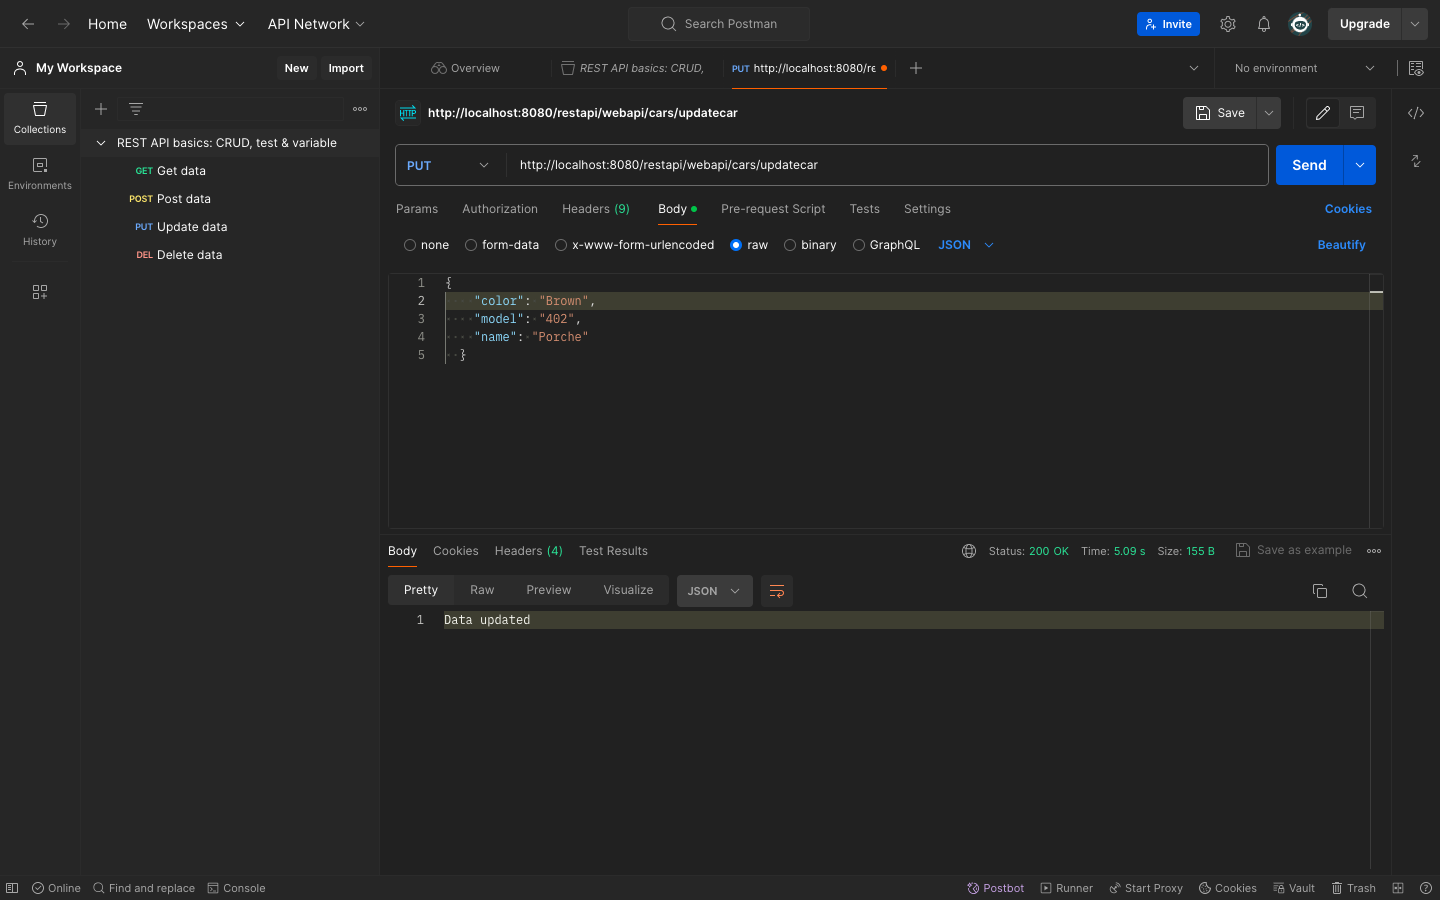 Home Workspaces API Network Search Postman Invite Upgrade
My Workspace New Import Overview REST API basics: CRUD, PUT http://localhost:8080/re No environment
Collections
Environments
History
REST API basics: CRUD, test & variable
GET Get data
POST Post data
PUT Update data
DEL Delete data
HTTP http://localhost:8080/restapi/webapi/cars/updatecar Save
PUT http://localhost:8080/restapi/webapi/cars/updatecar Send
Params Authorization Headers (9) Body Pre-request Script Tests Settings Cookies
none form-data x-www-form-urlencoded raw binary GraphQL JSON Beautify
1 {
2 "color": "Brown",
3 "model": "402",
4 "name": "Porche"
5 }
Body Cookies Headers (4) Test Results Status: 200 OK Time: 5.09 s Size: 155 B Save as example
Pretty Raw Preview Visualize JSON
1 Data updated
Online Find and replace Console Postbot Runner Start Proxy Cookies Vault Trash